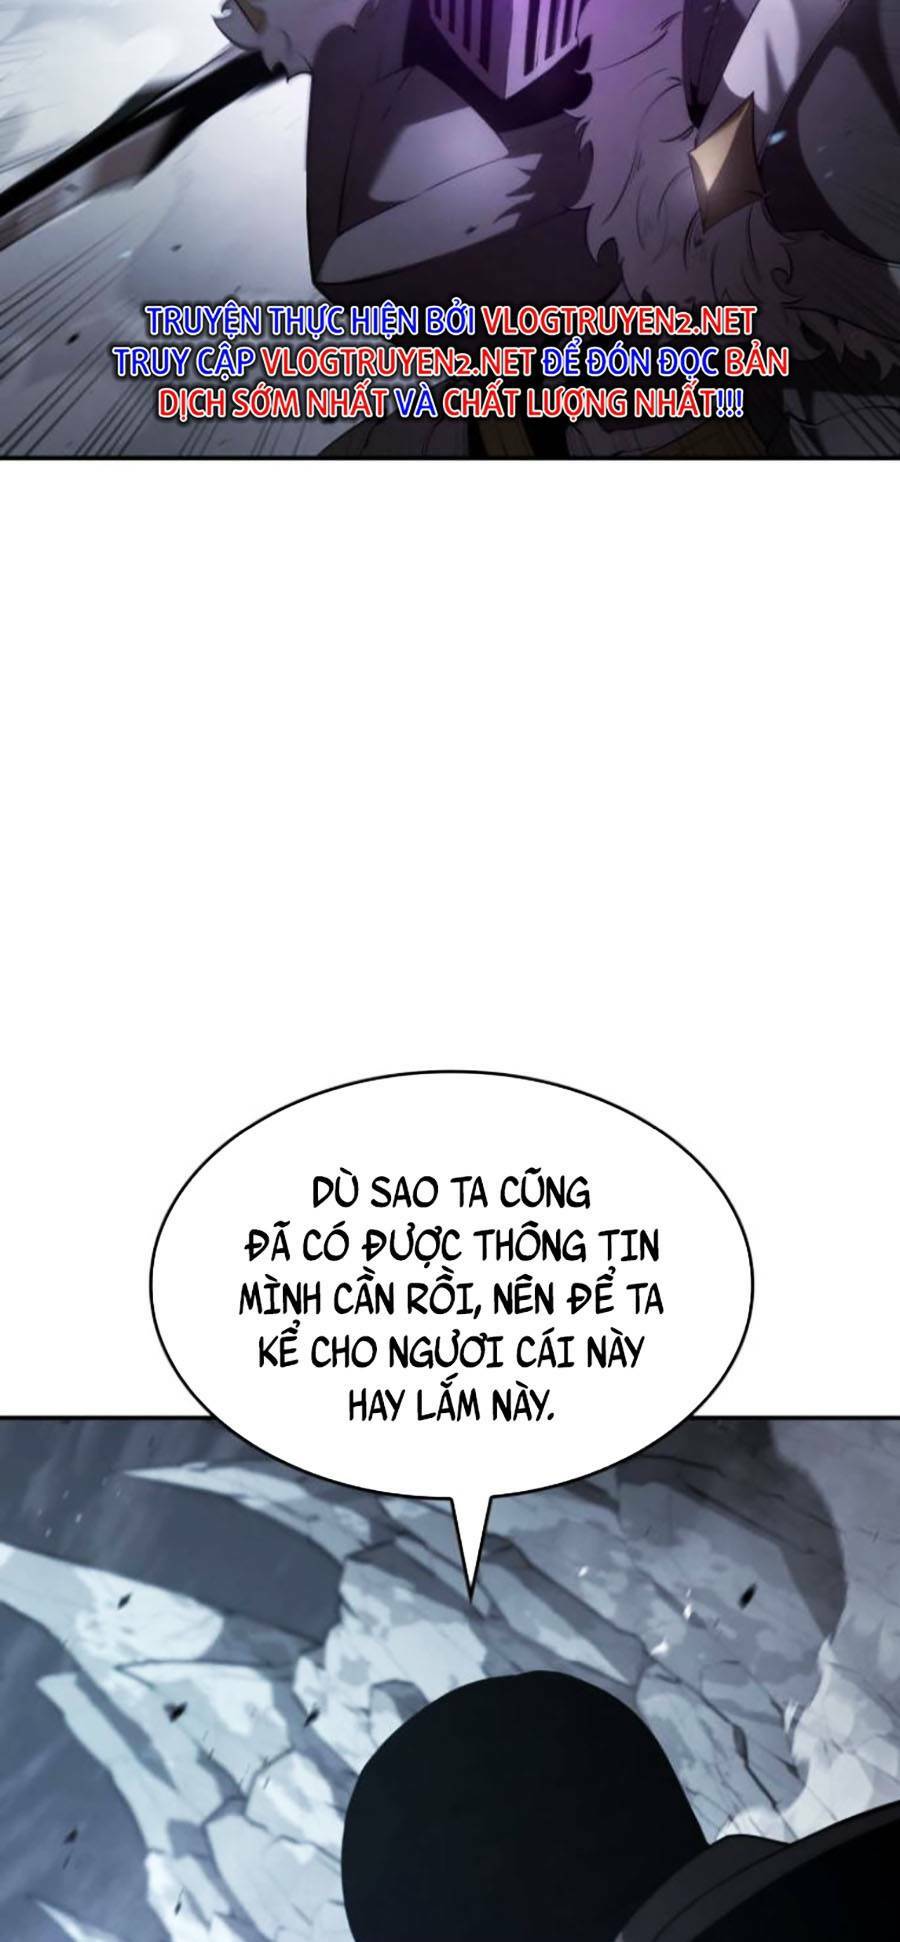 TRUYỆN THỰC HIỆN BỞI VLOGTRUYEN2.NET
TRUY CẬP VLOGTRUYEN2.NET ĐỂ ĐÓN ĐỌC BẢN
DỊCH SỚM NHẤT VÀ CHẤT LƯỢNG NHẤT!!!
DÙ SAO TA CŨNG
ĐÃ CÓ ĐƯỢC THÔNG TIN
MÌNH CẦN RỒI, NÊN ĐỂ TA
KỂ CHO NGƯƠI CÁI NÀY
HAY LẮM NÀY.